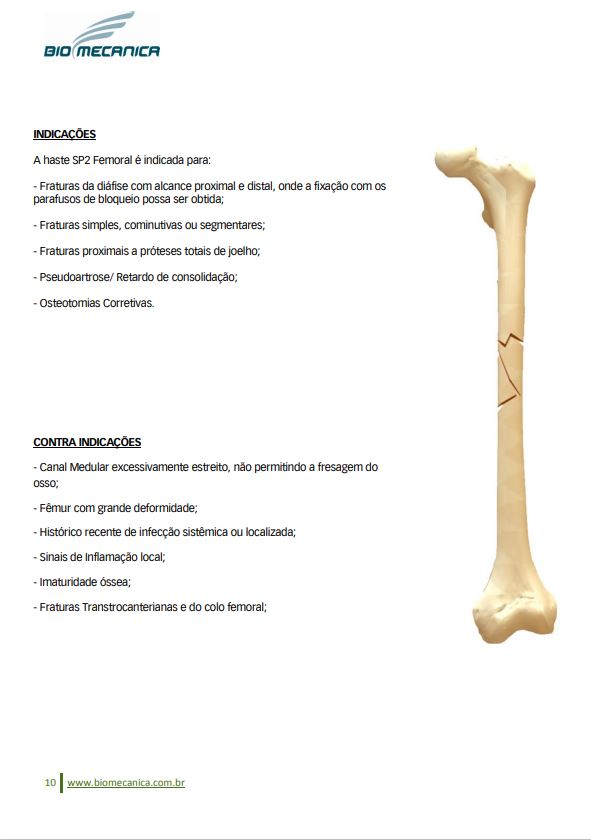 BIOMECANICA
INDICAÇÕES
A haste SP2 Femoral é indicada para:
- Fraturas da diáfise com alcance proximal e distal, onde a fixação com os
parafusos de bloqueio possa ser obtida;
- Fraturas simples, cominutivas ou segmentares;
- Fraturas proximais a próteses totais de joelho;
- Pseudoartrose/ Retardo de consolidação;
- Osteotomias Corretivas.
CONTRA INDICAÇÕES
- Canal Medular excessivamente estreito, não permitindo a fresagem do
osso;
- Fêmur com grande deformidade;
- Histórico recente de infecção sistêmica ou localizada;
- Sinais de Inflamação local;
- Imaturidade óssea;
- Fraturas Transtrocanterianas e do colo femoral;
10 www.biomecanica.com.br